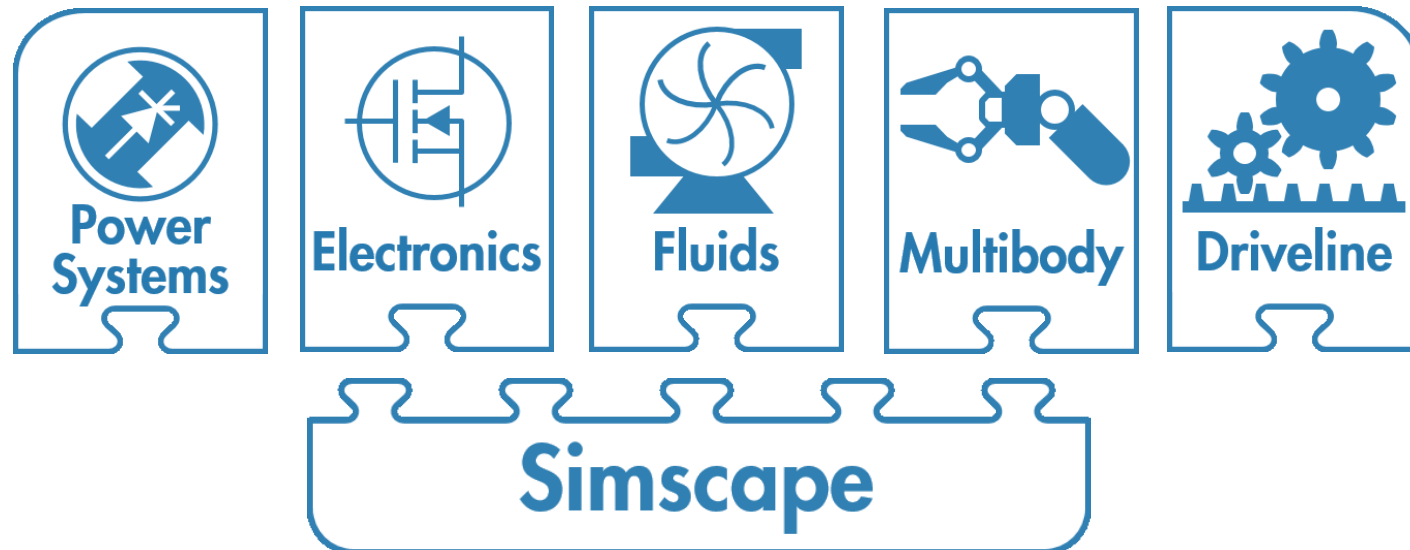 Power
Systems
Electronics
Fluids
Multibody
Driveline
Simscape